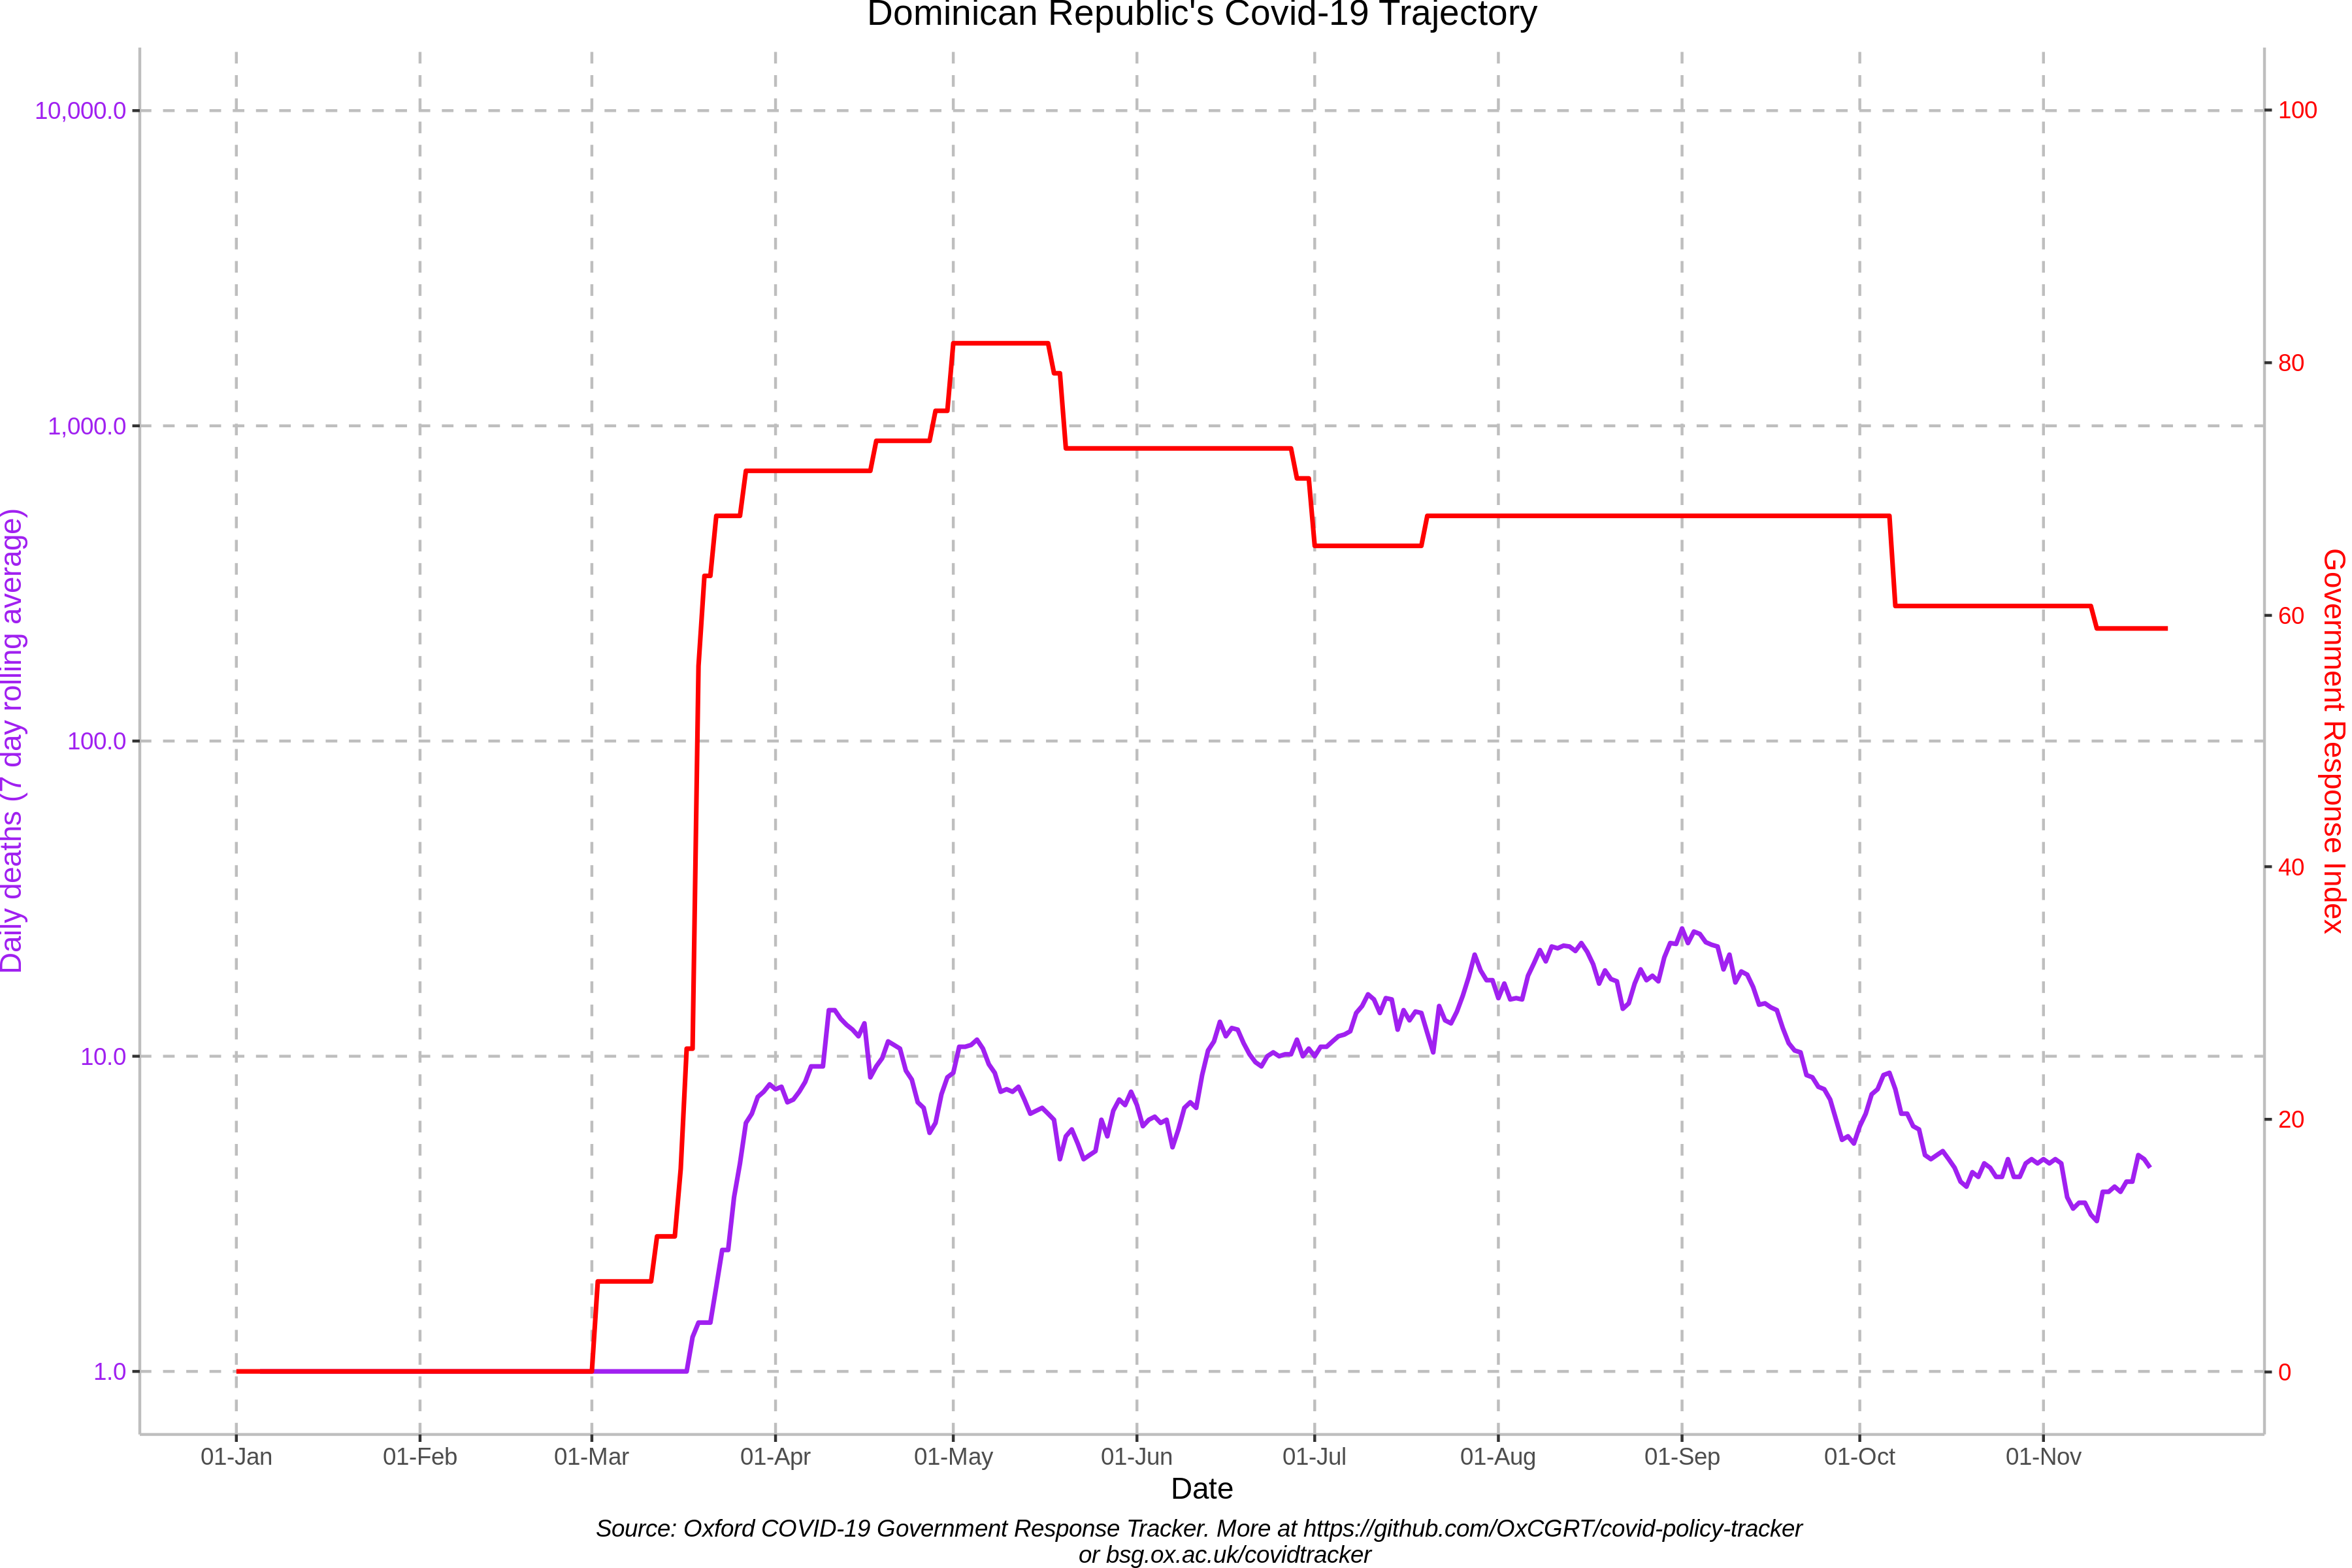 Dominican Republic's Covid-19 Trajectory
10,000.0
1,000.0
100.0
10.0
1.0
Daily deaths (7 day rolling average)
100
80
60
40
20
0
Government Response Index
01-Jan
01-Feb
01-Mar
01-Apr
01-May
01-Jun
01-Jul
01-Aug
01-Sep
01-Oct
01-Nov
Date
Source: Oxford COVID-19 Government Response Tracker. More at https://github.com/OxCGRT/covid-policy-tracker
or bsg.ox.ac.uk/covidtracker